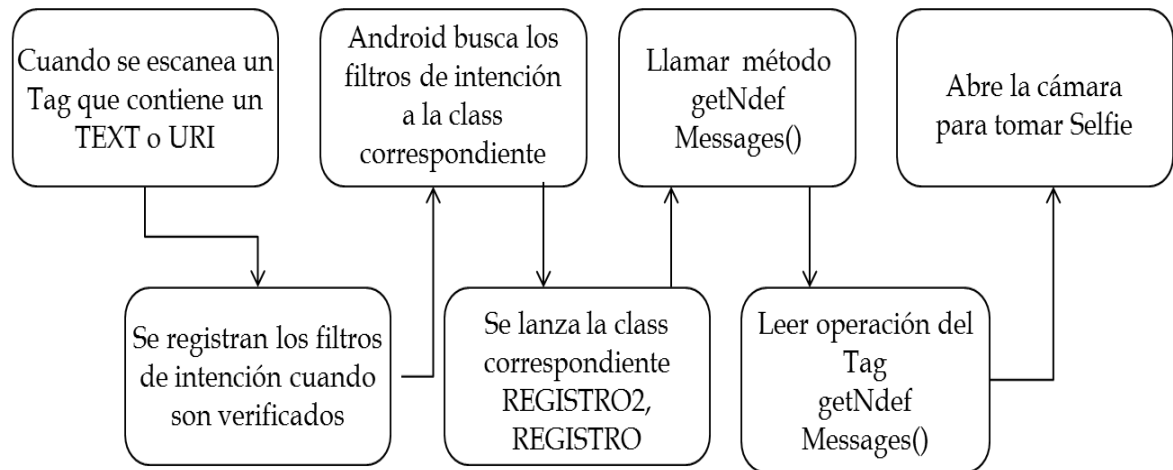 Cuando se escanea un
Tag que contiene un
TEXT o URI
Se registran los filtros
de intención cuando
son verificados
Android busca los
filtros de intención
a la class
correspondiente
Se lanza la class
correspondiente
REGISTRO2,
REGISTRO
Llamar método
getNdef
Messages()
Leer operación del
Tag
getNdef
Messages()
Abre la cámara
para tomar Selfie